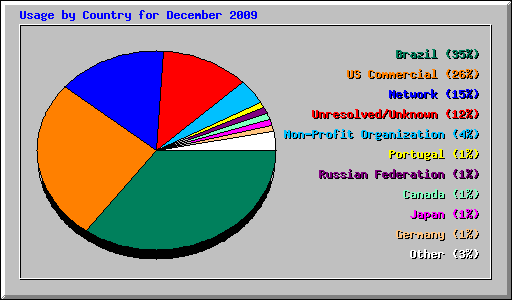 Usage by Country for December 2009
Brazil (35%)
US Commercial (26%)
Network (15%)
Unresolved/Unknown (12%)
Non-Profit Organization (4%)
Portugal (1%)
Russian Federation (1%)
Canada (1%)
Japan (1%)
Germany (1%)
Other (3%)